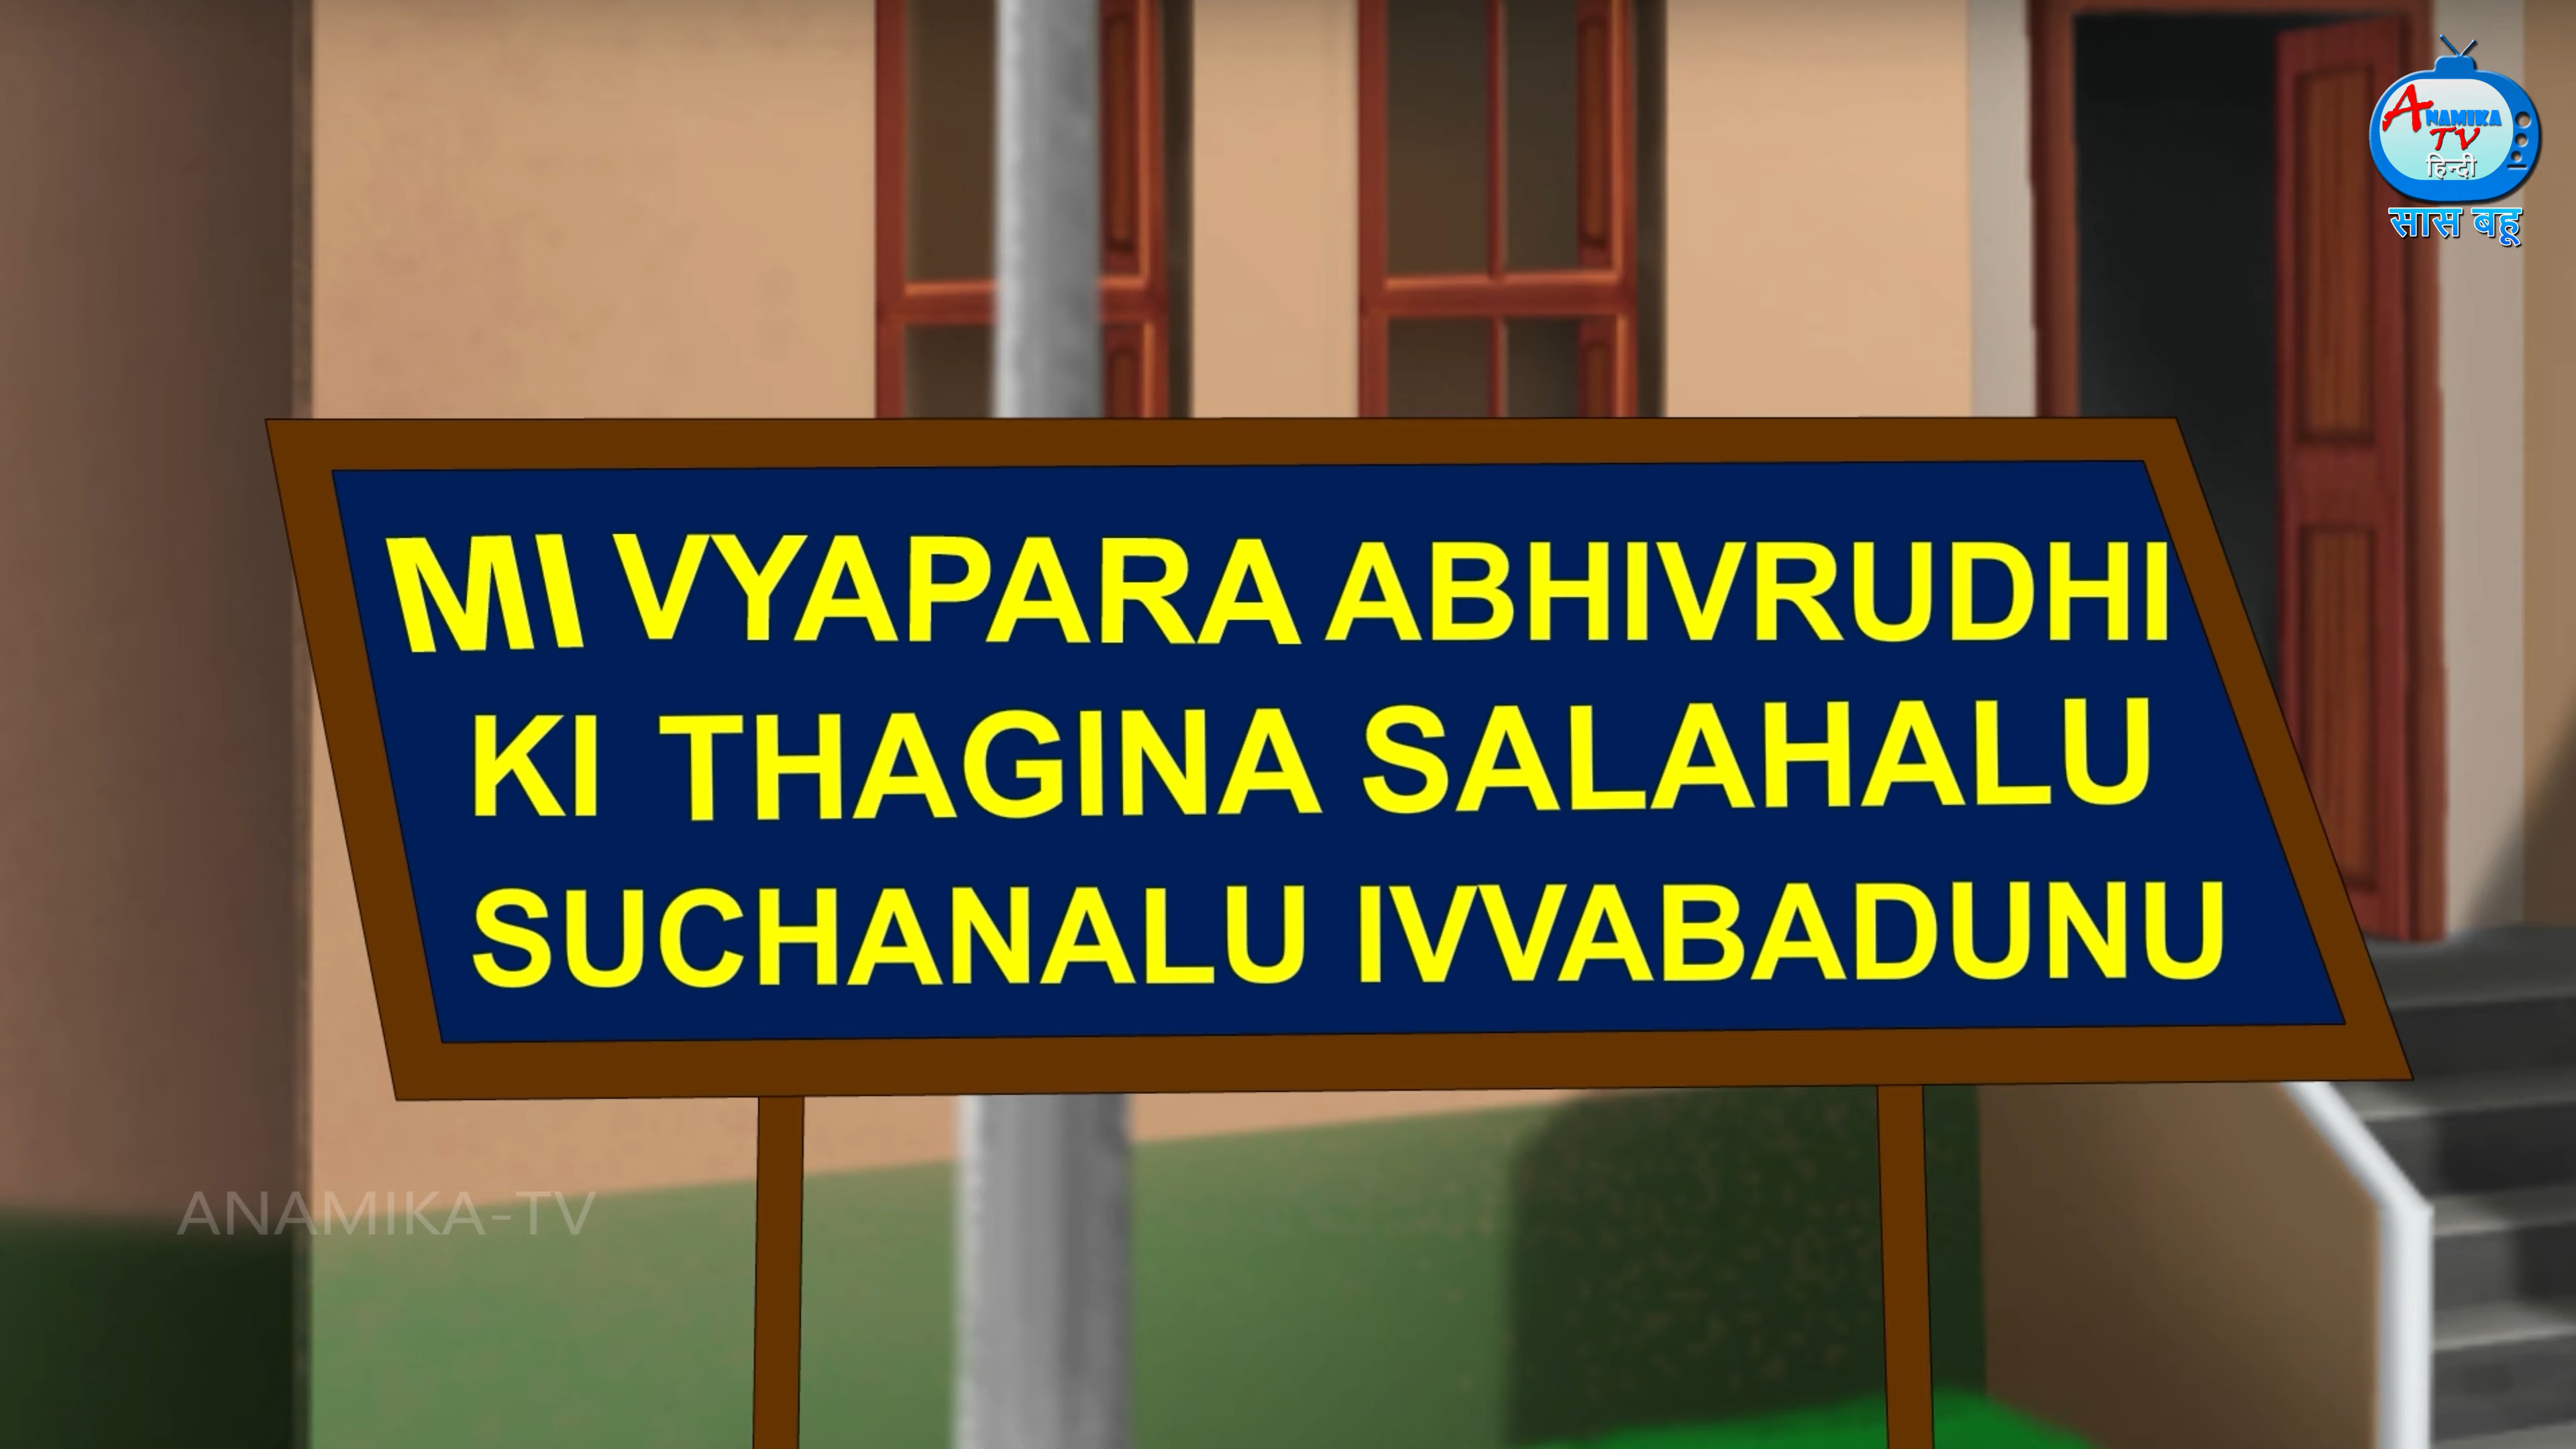 ANAMIKA
TV
हिन्दी
सास बहू
MI VYAPARA ABHIVRUDHI
KI THAGINA SALAHALU
SUCHANALU IVVABADUNU
ANAMIKA-TV